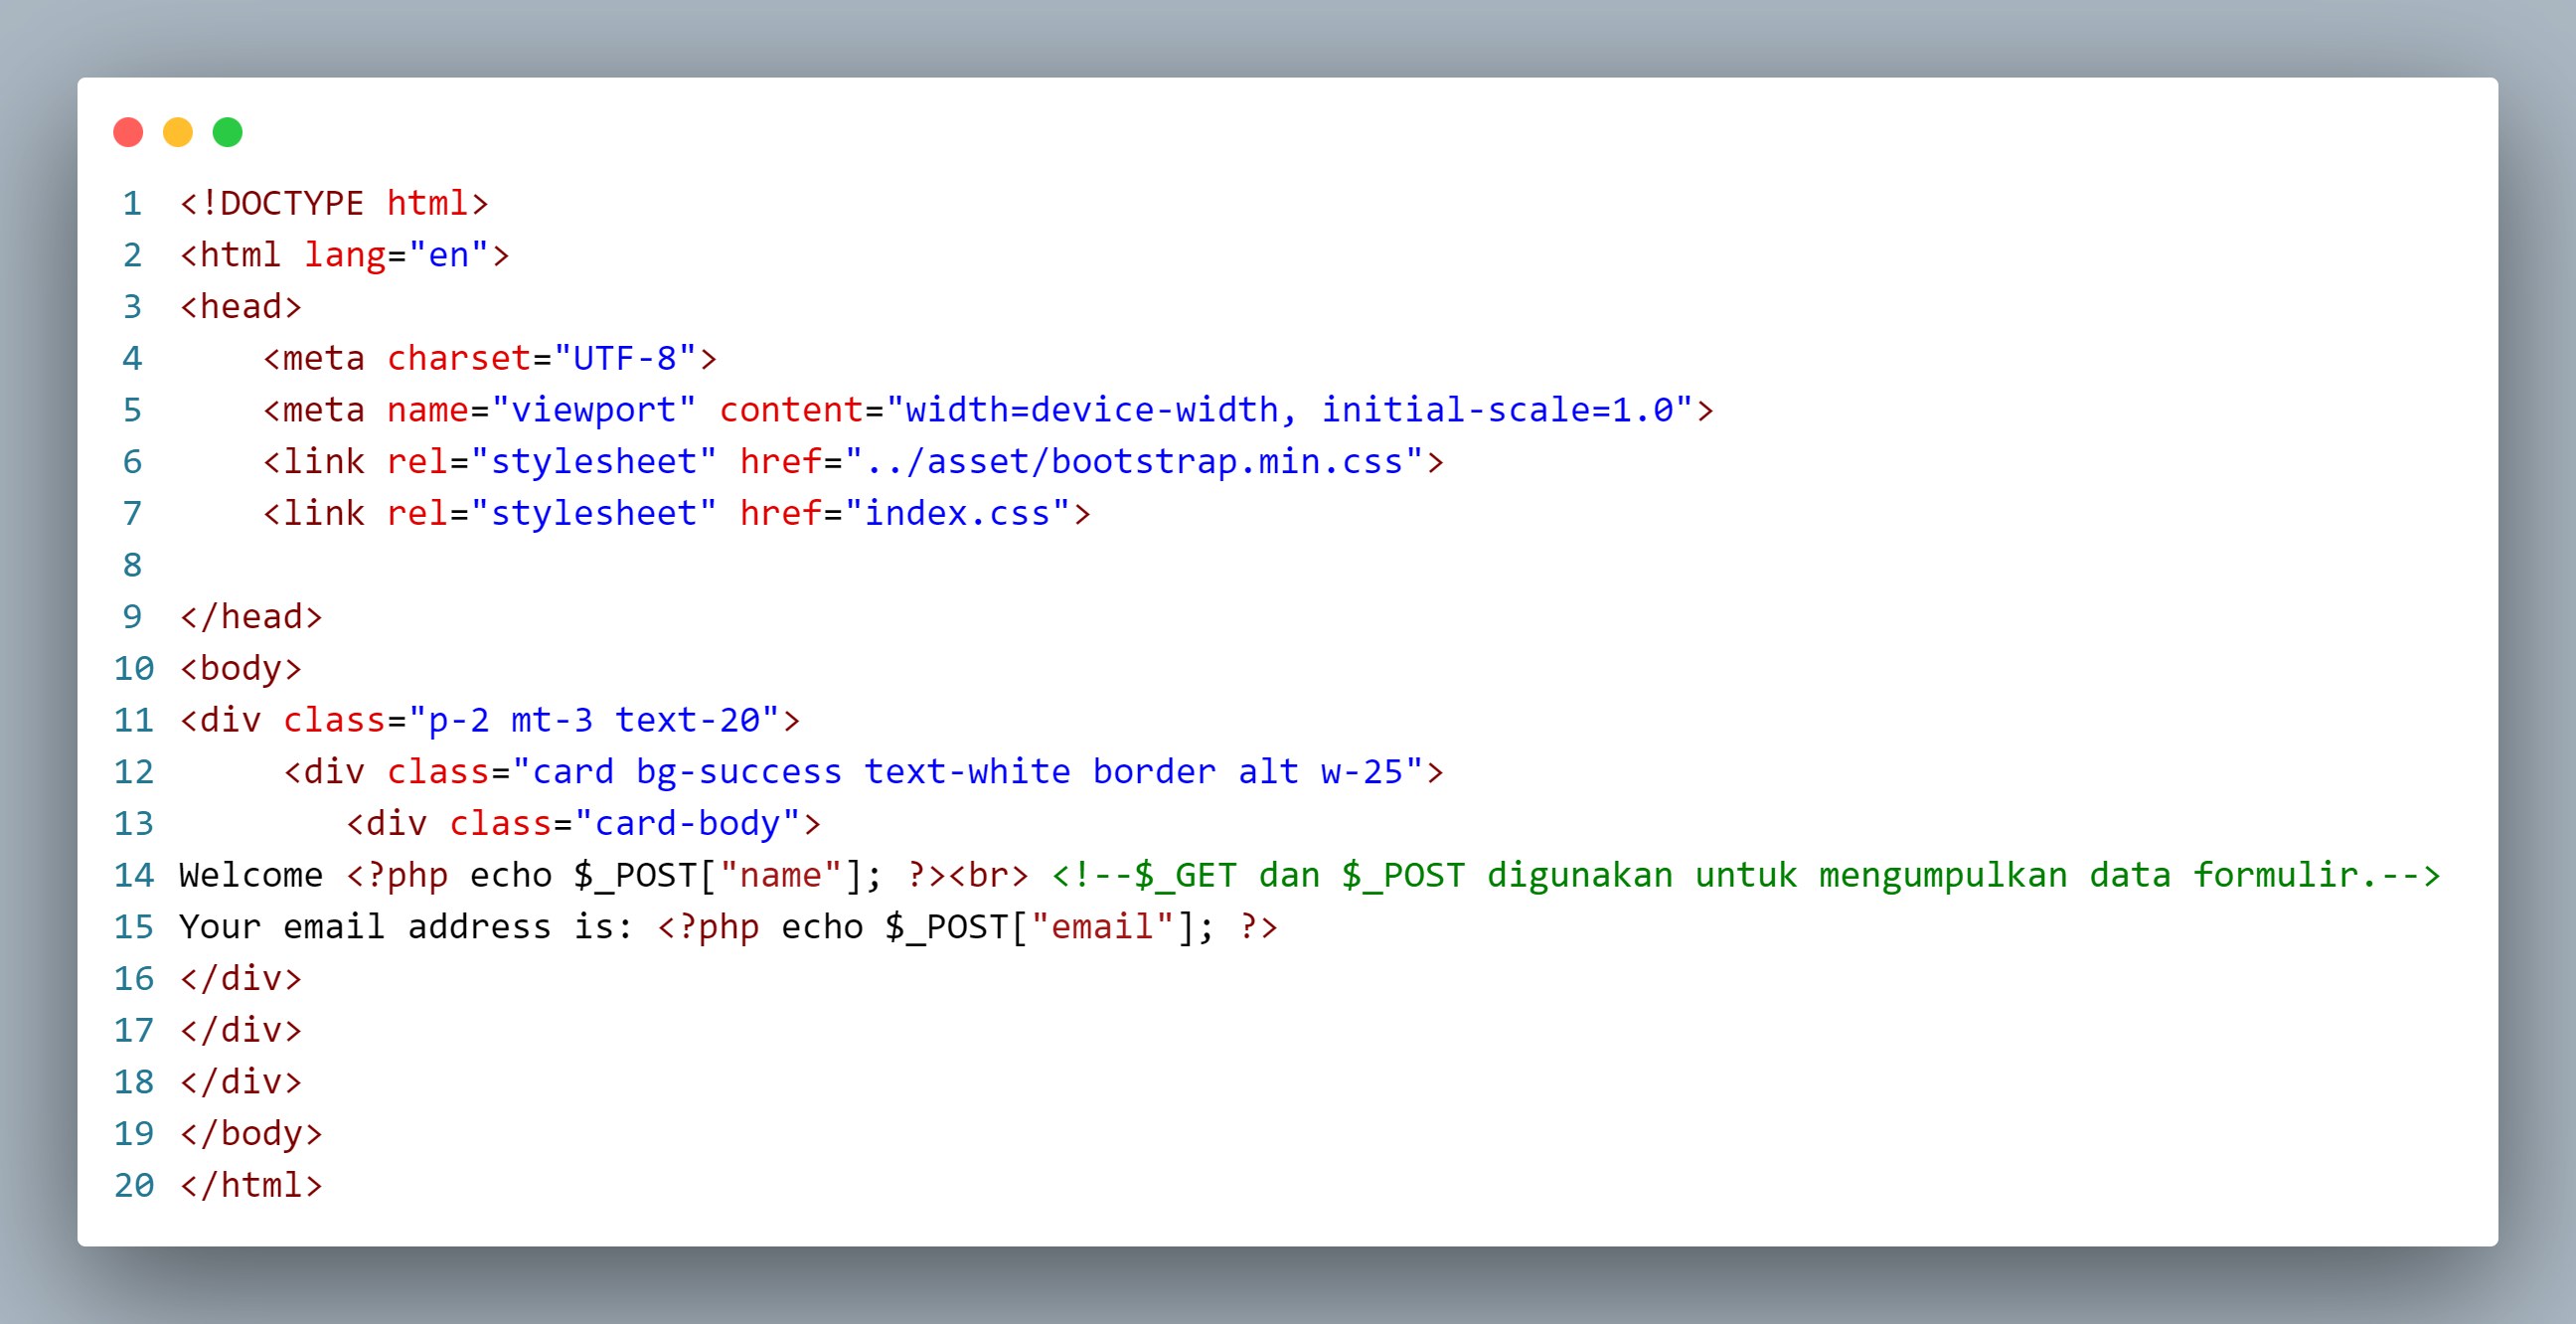 1 <!DOCTYPE html>
2 <html lang="en">
3 <head>
4     <meta charset="UTF-8">
5     <meta name="viewport" content="width=device-width, initial-scale=1.0">
6     <link rel="stylesheet" href="../asset/bootstrap.min.css">
7     <link rel="stylesheet" href="index.css">
8
9 </head>
10 <body>
11 <div class="p-2 mt-3 text-20">
12      <div class="card bg-success text-white border alt w-25">
13         <div class="card-body">
14 Welcome <?php echo $_POST["name"]; ?><br> <!--$_GET dan $_POST digunakan untuk mengumpulkan data formulir.-->
15 Your email address is: <?php echo $_POST["email"]; ?>
16 </div>
17 </div>
18 </div>
19 </body>
20 </html>